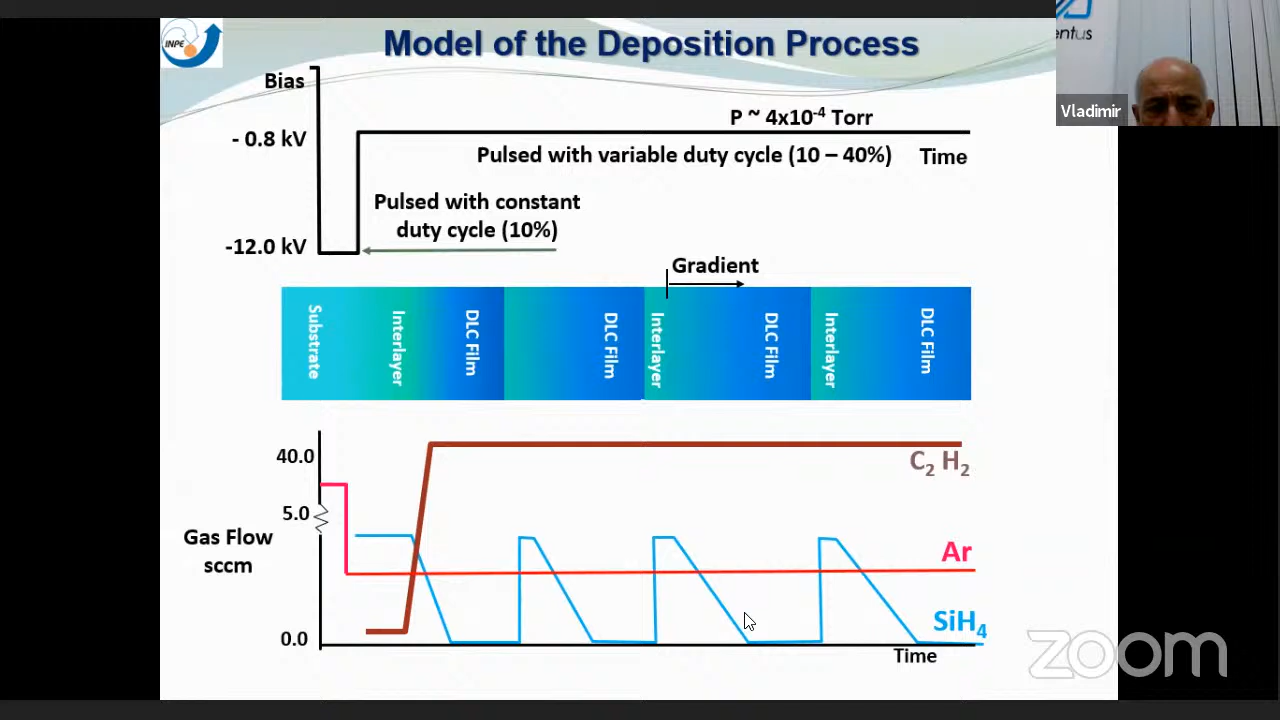 INPE
Model of the Deposition Process
entus
Vladimir
Bias
- 0.8 kV
-12.0 kV
P ~ 4x10⁻⁴ Torr
Pulsed with variable duty cycle (10 – 40%)
Time
Pulsed with constant
duty cycle (10%)
Gradient
Substrate
Interlayer
DLC Film
DLC Film
Interlayer
DLC Film
Interlayer
DLC Film
40.0
5.0
0.0
Gas Flow
sccm
C₂ H₂
Ar
SiH₄
Time
zoom